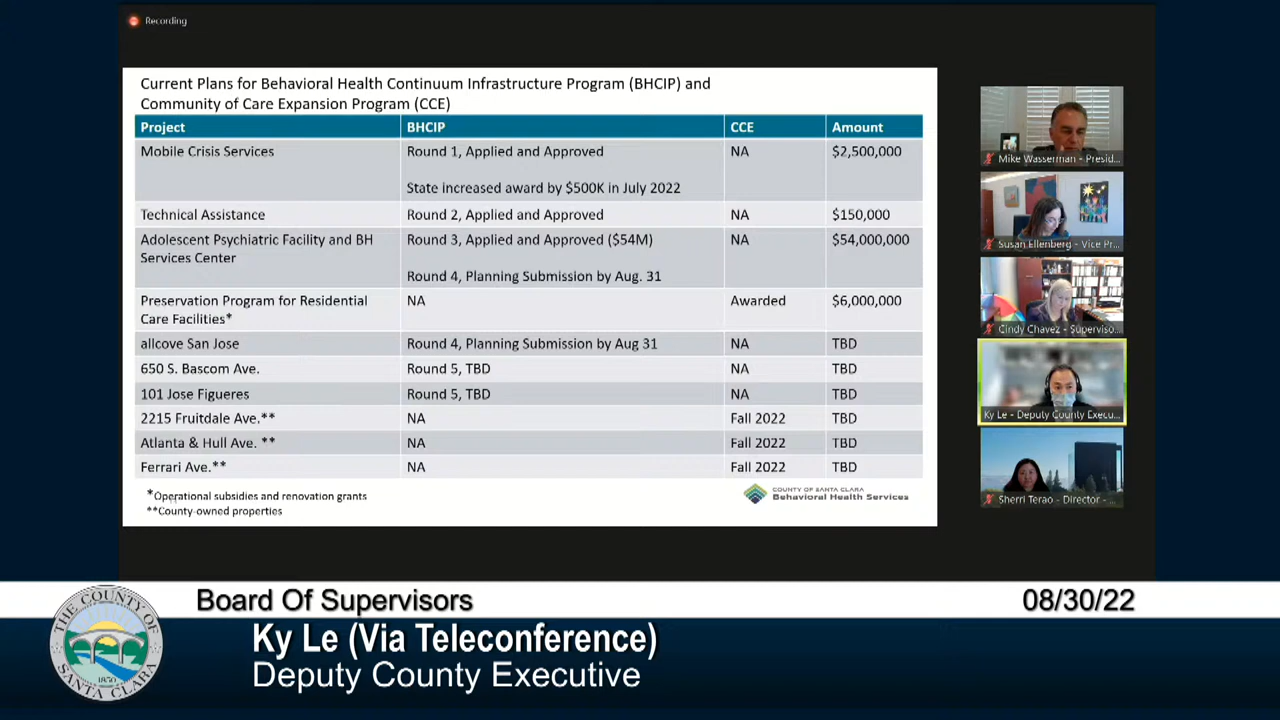 Recording
Current Plans for Behavioral Health Continuum Infrastructure Program (BHCIP) and
Community of Care Expansion Program (CCE)
Project BHCIP CCE Amount
Mobile Crisis Services Round 1, Applied and Approved NA $2,500,000
State increased award by $500K in July 2022
Technical Assistance Round 2, Applied and Approved NA $150,000
Adolescent Psychiatric Facility and BH Round 3, Applied and Approved ($54M) NA $54,000,000
Services Center
Round 4, Planning Submission by Aug. 31
Preservation Program for Residential NA Awarded $6,000,000
Care Facilities*
allcove San Jose Round 4, Planning Submission by Aug 31 NA TBD
650 S. Bascom Ave. Round 5, TBD NA TBD
101 Jose Figueres Round 5, TBD NA TBD
2215 Fruitdale Ave.** NA Fall 2022 TBD
Atlanta & Hull Ave. ** NA Fall 2022 TBD
Ferrari Ave.** NA Fall 2022 TBD
*Operational subsidies and renovation grants
**County-owned properties
COUNTY OF SANTA CLARA
Behavioral Health Services
Mike Wasserman - Presid...
Susan Ellenberg - Vice Pr...
Cindy Chavez - Superviso...
Ky Le - Deputy County Execu...
Sherri Terao - Director - ...
Board Of Supervisors 08/30/22
Ky Le (Via Teleconference)
Deputy County Executive
THE COUNTY OF
SANTA CLARA
1850